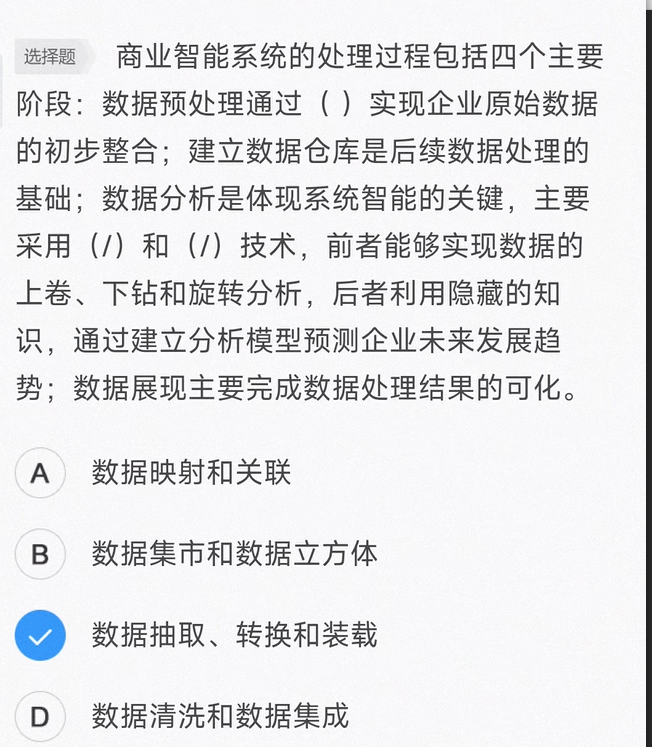 选择题 商业智能系统的处理过程包括四个主要
阶段：数据预处理通过（ ）实现企业原始数据
的初步整合；建立数据仓库是后续数据处理的
基础；数据分析是体现系统智能的关键，主要
采用（/）和（/）技术，前者能够实现数据的
上卷、下钻和旋转分析，后者利用隐藏的知
识，通过建立分析模型预测企业未来发展趋
势；数据展现主要完成数据处理结果的可化。
A 数据映射和关联
B 数据集市和数据立方体
数据抽取、转换和装载
D 数据清洗和数据集成